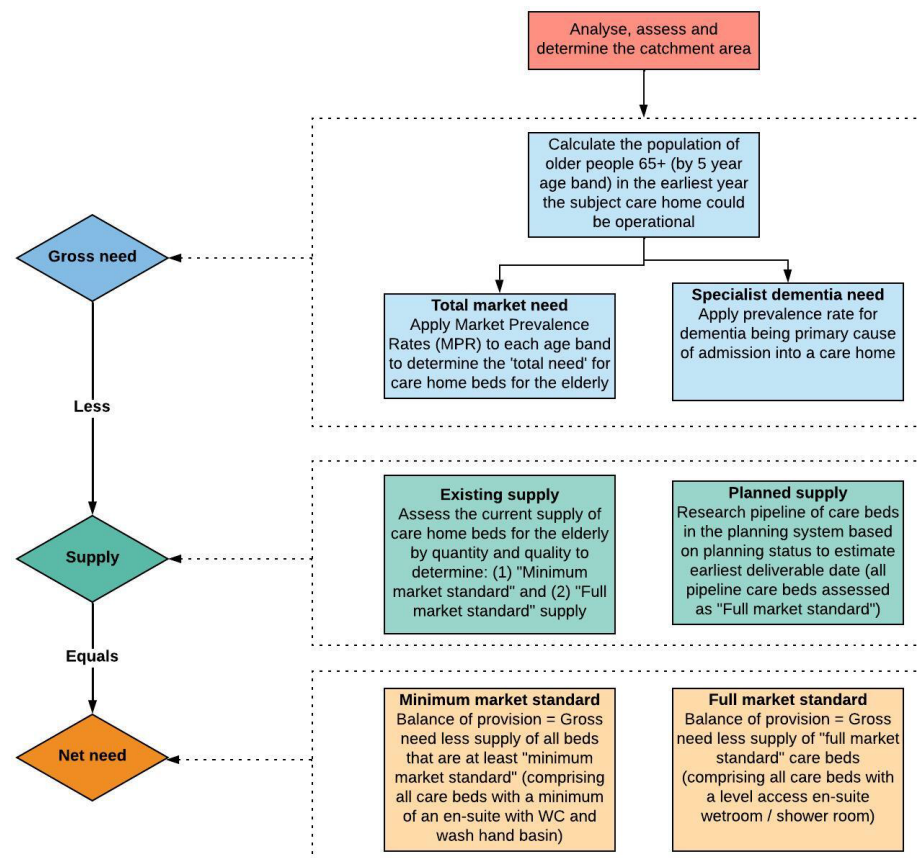 Analyse, assess and
determine the catchment area
Calculate the population of
older people 65+ (by 5 year
age band) in the earliest year
the subject care home could
be operational
Gross need
Total market need
Apply Market Prevalence
Rates (MPR) to each age band
to determine the 'total need' for
care home beds for the elderly
Specialist dementia need
Apply prevalence rate for
dementia being primary cause
of admission into a care home
Less
Existing supply
Assess the current supply of
care home beds for the elderly
by quantity and quality to
determine: (1) "Minimum
market standard" and (2) "Full
market standard" supply
Planned supply
Research pipeline of care beds
in the planning system based
on planning status to estimate
earliest deliverable date (all
pipeline care beds assessed
as "Full market standard")
Supply
Equals
Minimum market standard
Balance of provision = Gross
need less supply of all beds
that are at least "minimum
market standard" (comprising
all care beds with a minimum
of an en-suite with WC and
wash hand basin)
Full market standard
Balance of provision = Gross
need less supply of "full market
standard" care beds
(comprising all care beds with
a level access en-suite
wetroom / shower room)
Net need